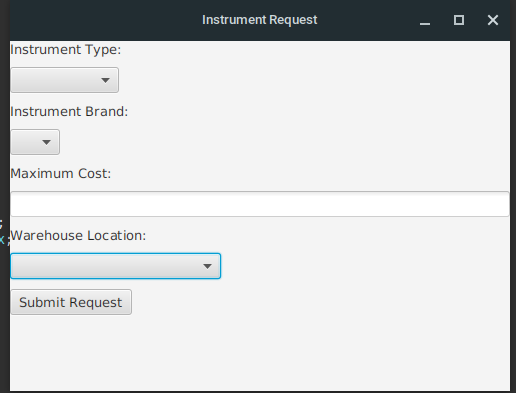 Instrument Request
Instrument Type:
Instrument Brand:
Maximum Cost:
;
x;
Warehouse Location:
Submit Request